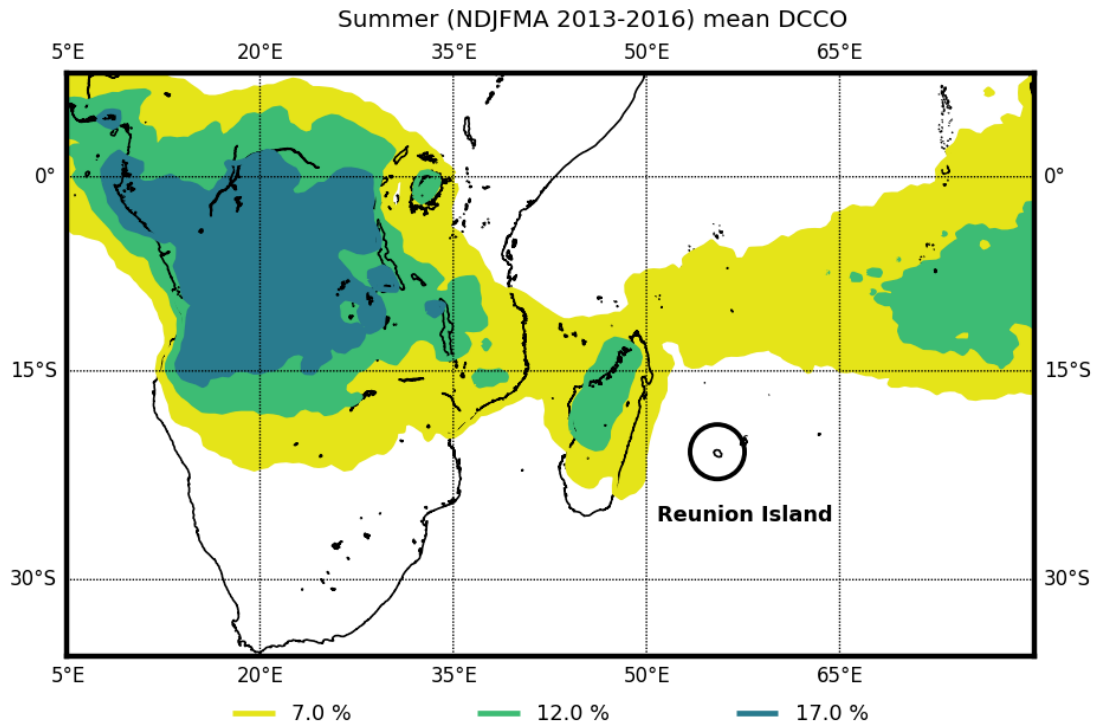 Summer (NDJFMA 2013-2016) mean DCCO
5°E 20°E 35°E 50°E 65°E
0° 0°
15°S 15°S
Reunion Island
30°S 30°S
5°E 20°E 35°E 50°E 65°E
7.0 % 12.0 % 17.0 %